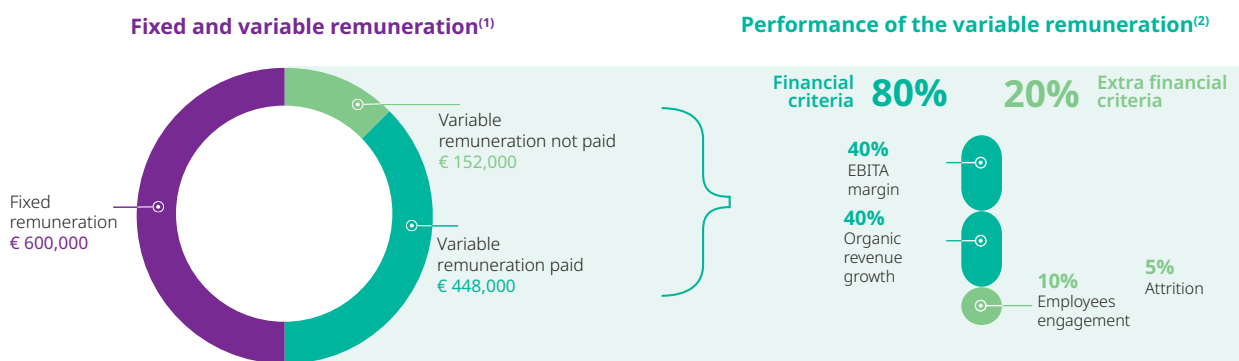 Fixed and variable remuneration(1)
Variable
remuneration not paid
€ 152,000
Fixed
remuneration
€ 600,000
Variable
remuneration paid
€ 448,000
Performance of the variable remuneration(2)
Financial
criteria
80%
20%
Extra financial
criteria
40%
EBITA
margin
40%
Organic
revenue
growth
10%
Employees
engagement
5%
Attrition